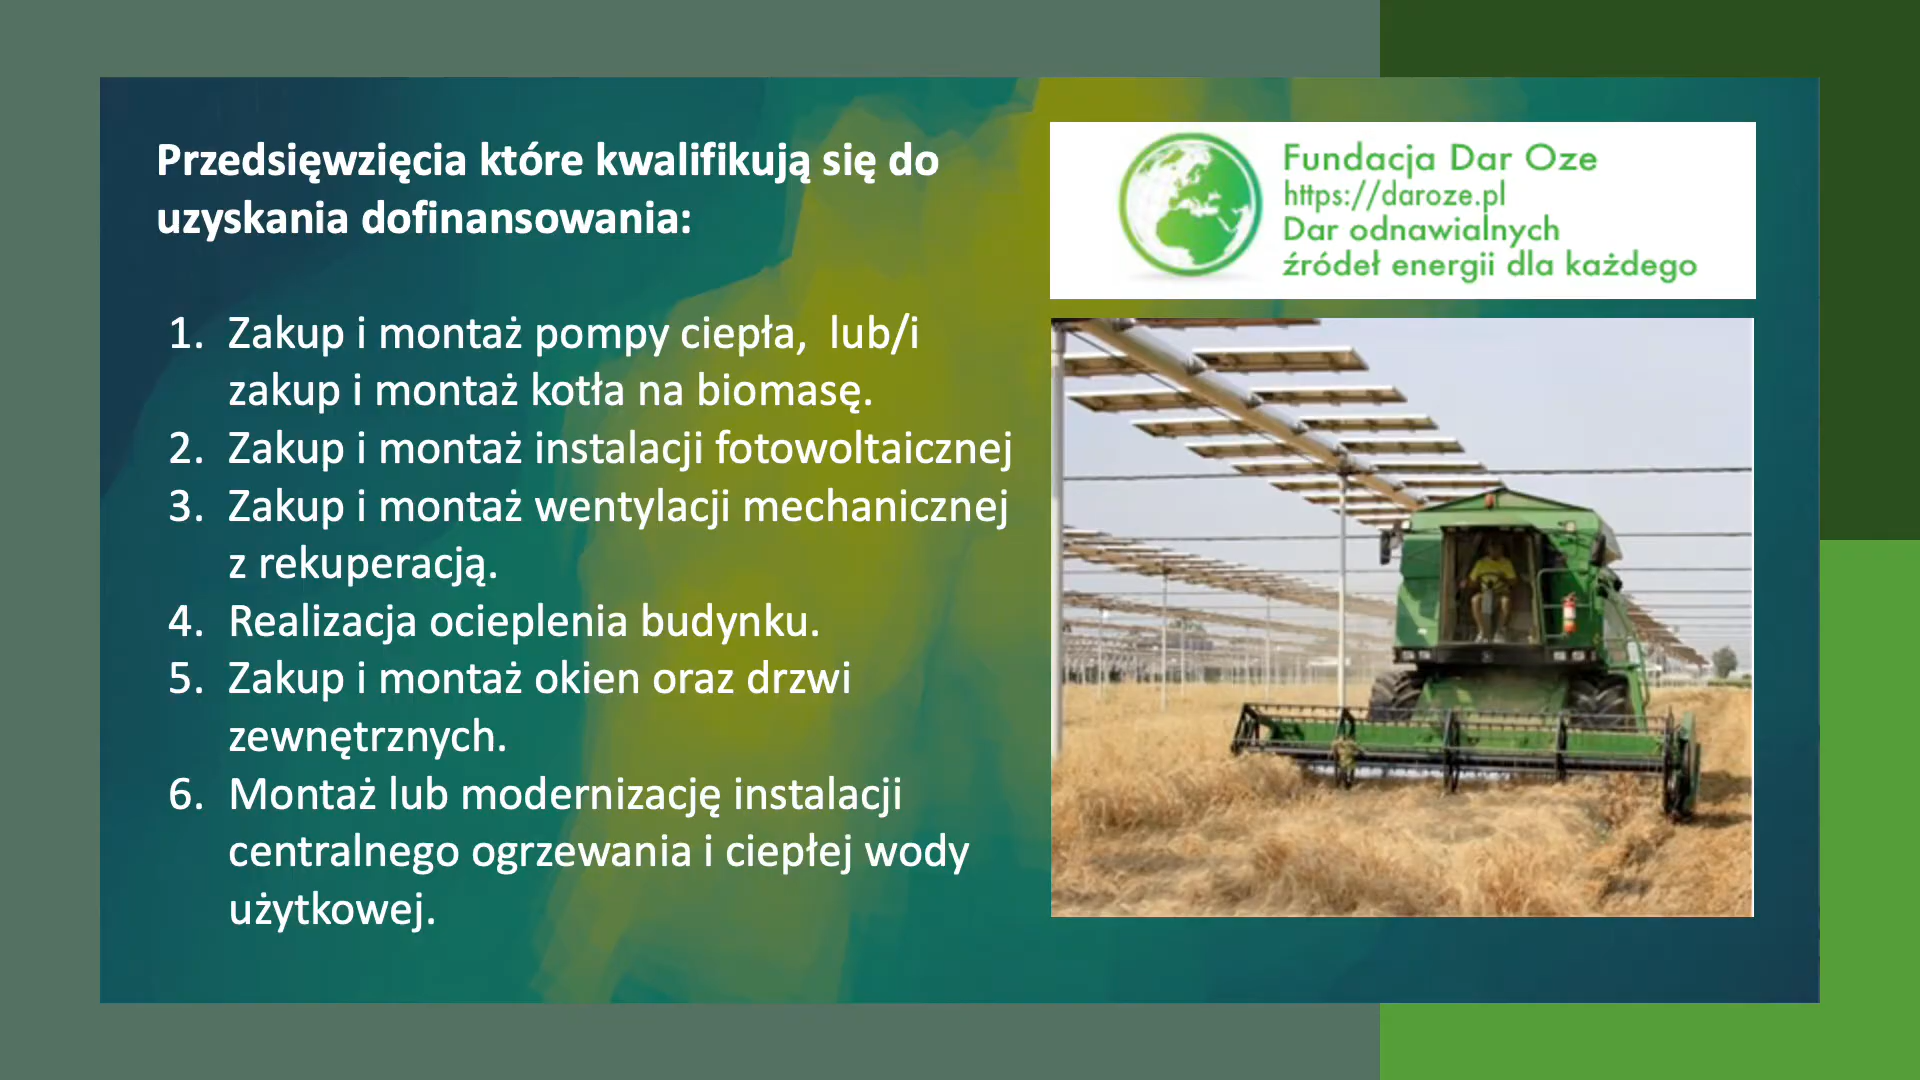 Przedsięwzięcia które kwalifikują się do
uzyskania dofinansowania:
1. Zakup i montaż pompy ciepła, lub/i
zakup i montaż kotła na biomasę.
2. Zakup i montaż instalacji fotowoltaicznej
3. Zakup i montaż wentylacji mechanicznej
z rekuperacją.
4. Realizacja ocieplenia budynku.
5. Zakup i montaż okien oraz drzwi
zewnętrznych.
6. Montaż lub modernizację instalacji
centralnego ogrzewania i ciepłej wody
użytkowej.
Fundacja Dar Oze
https://daroze.pl
Dar odnawialnych
źródeł energii dla każdego